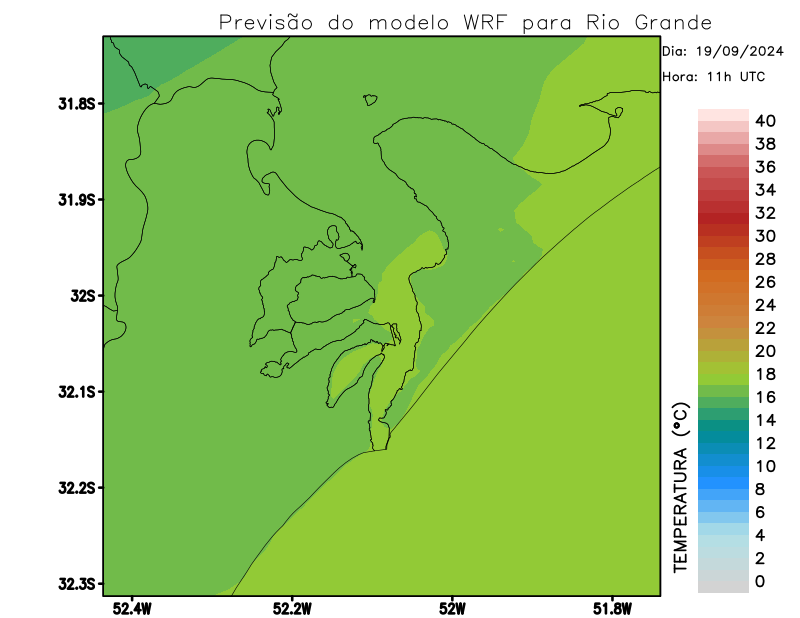 Previsão do modelo WRF para Rio Grande
Dia: 19/09/2024
Hora: 11h UTC
31.8S
31.9S
32S
32.1S
32.2S
32.3S
52.4W
52.2W
52W
51.8W
TEMPERATURA (°C)
40
38
36
34
32
30
28
26
24
22
20
18
16
14
12
10
8
6
4
2
0